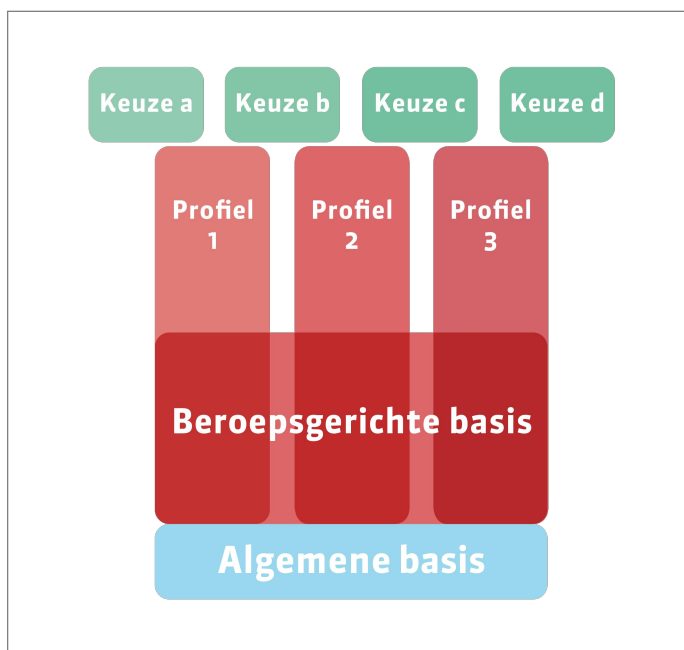 Keuze a
Keuze b
Keuze c
Keuze d
Profiel
1
Profiel
2
Profiel
3
Beroepsgerichte basis
Algemene basis